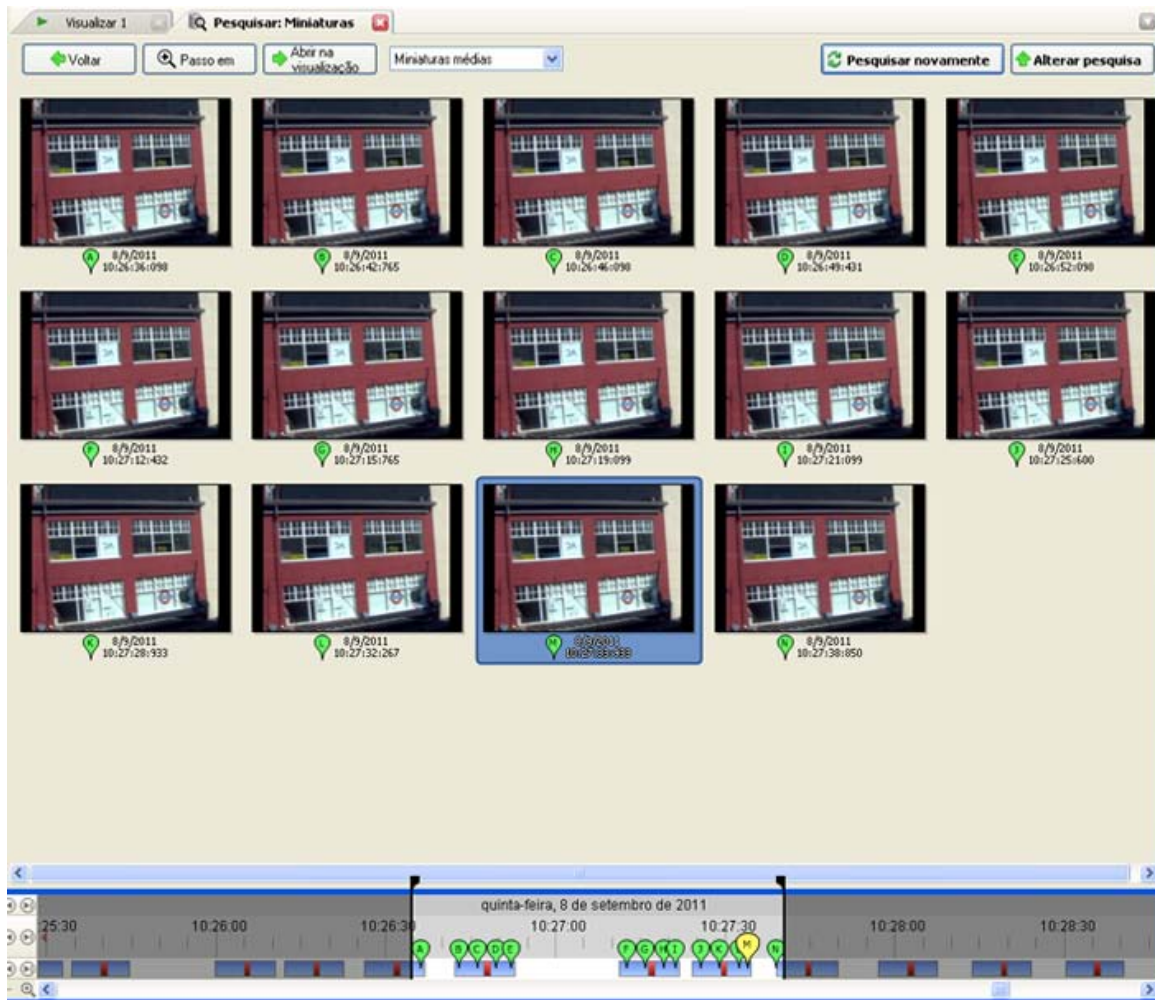 Visualizar 1
Pesquisar: Miniaturas
Voltar
Passo em
Abrir na visualização
Miniaturas médias
Pesquisar novamente
Alterar pesquisa
A 8/9/2011
10:26:36:098
B 8/9/2011
10:26:42:765
C 8/9/2011
10:26:46:098
D 8/9/2011
10:26:49:431
E 8/9/2011
10:26:52:098
F 8/9/2011
10:27:12:432
G 8/9/2011
10:27:15:765
H 8/9/2011
10:27:19:099
I 8/9/2011
10:27:21:099
J 8/9/2011
10:27:25:600
K 8/9/2011
10:27:28:933
L 8/9/2011
10:27:32:267
M 8/9/2011
N 8/9/2011
10:27:38:850
quinta-feira, 8 de setembro de 2011
25:30 10:26:00 10:26:30 10:27:00 10:27:30 10:28:00 10:28:30
A B C D E F G H I J K L M N